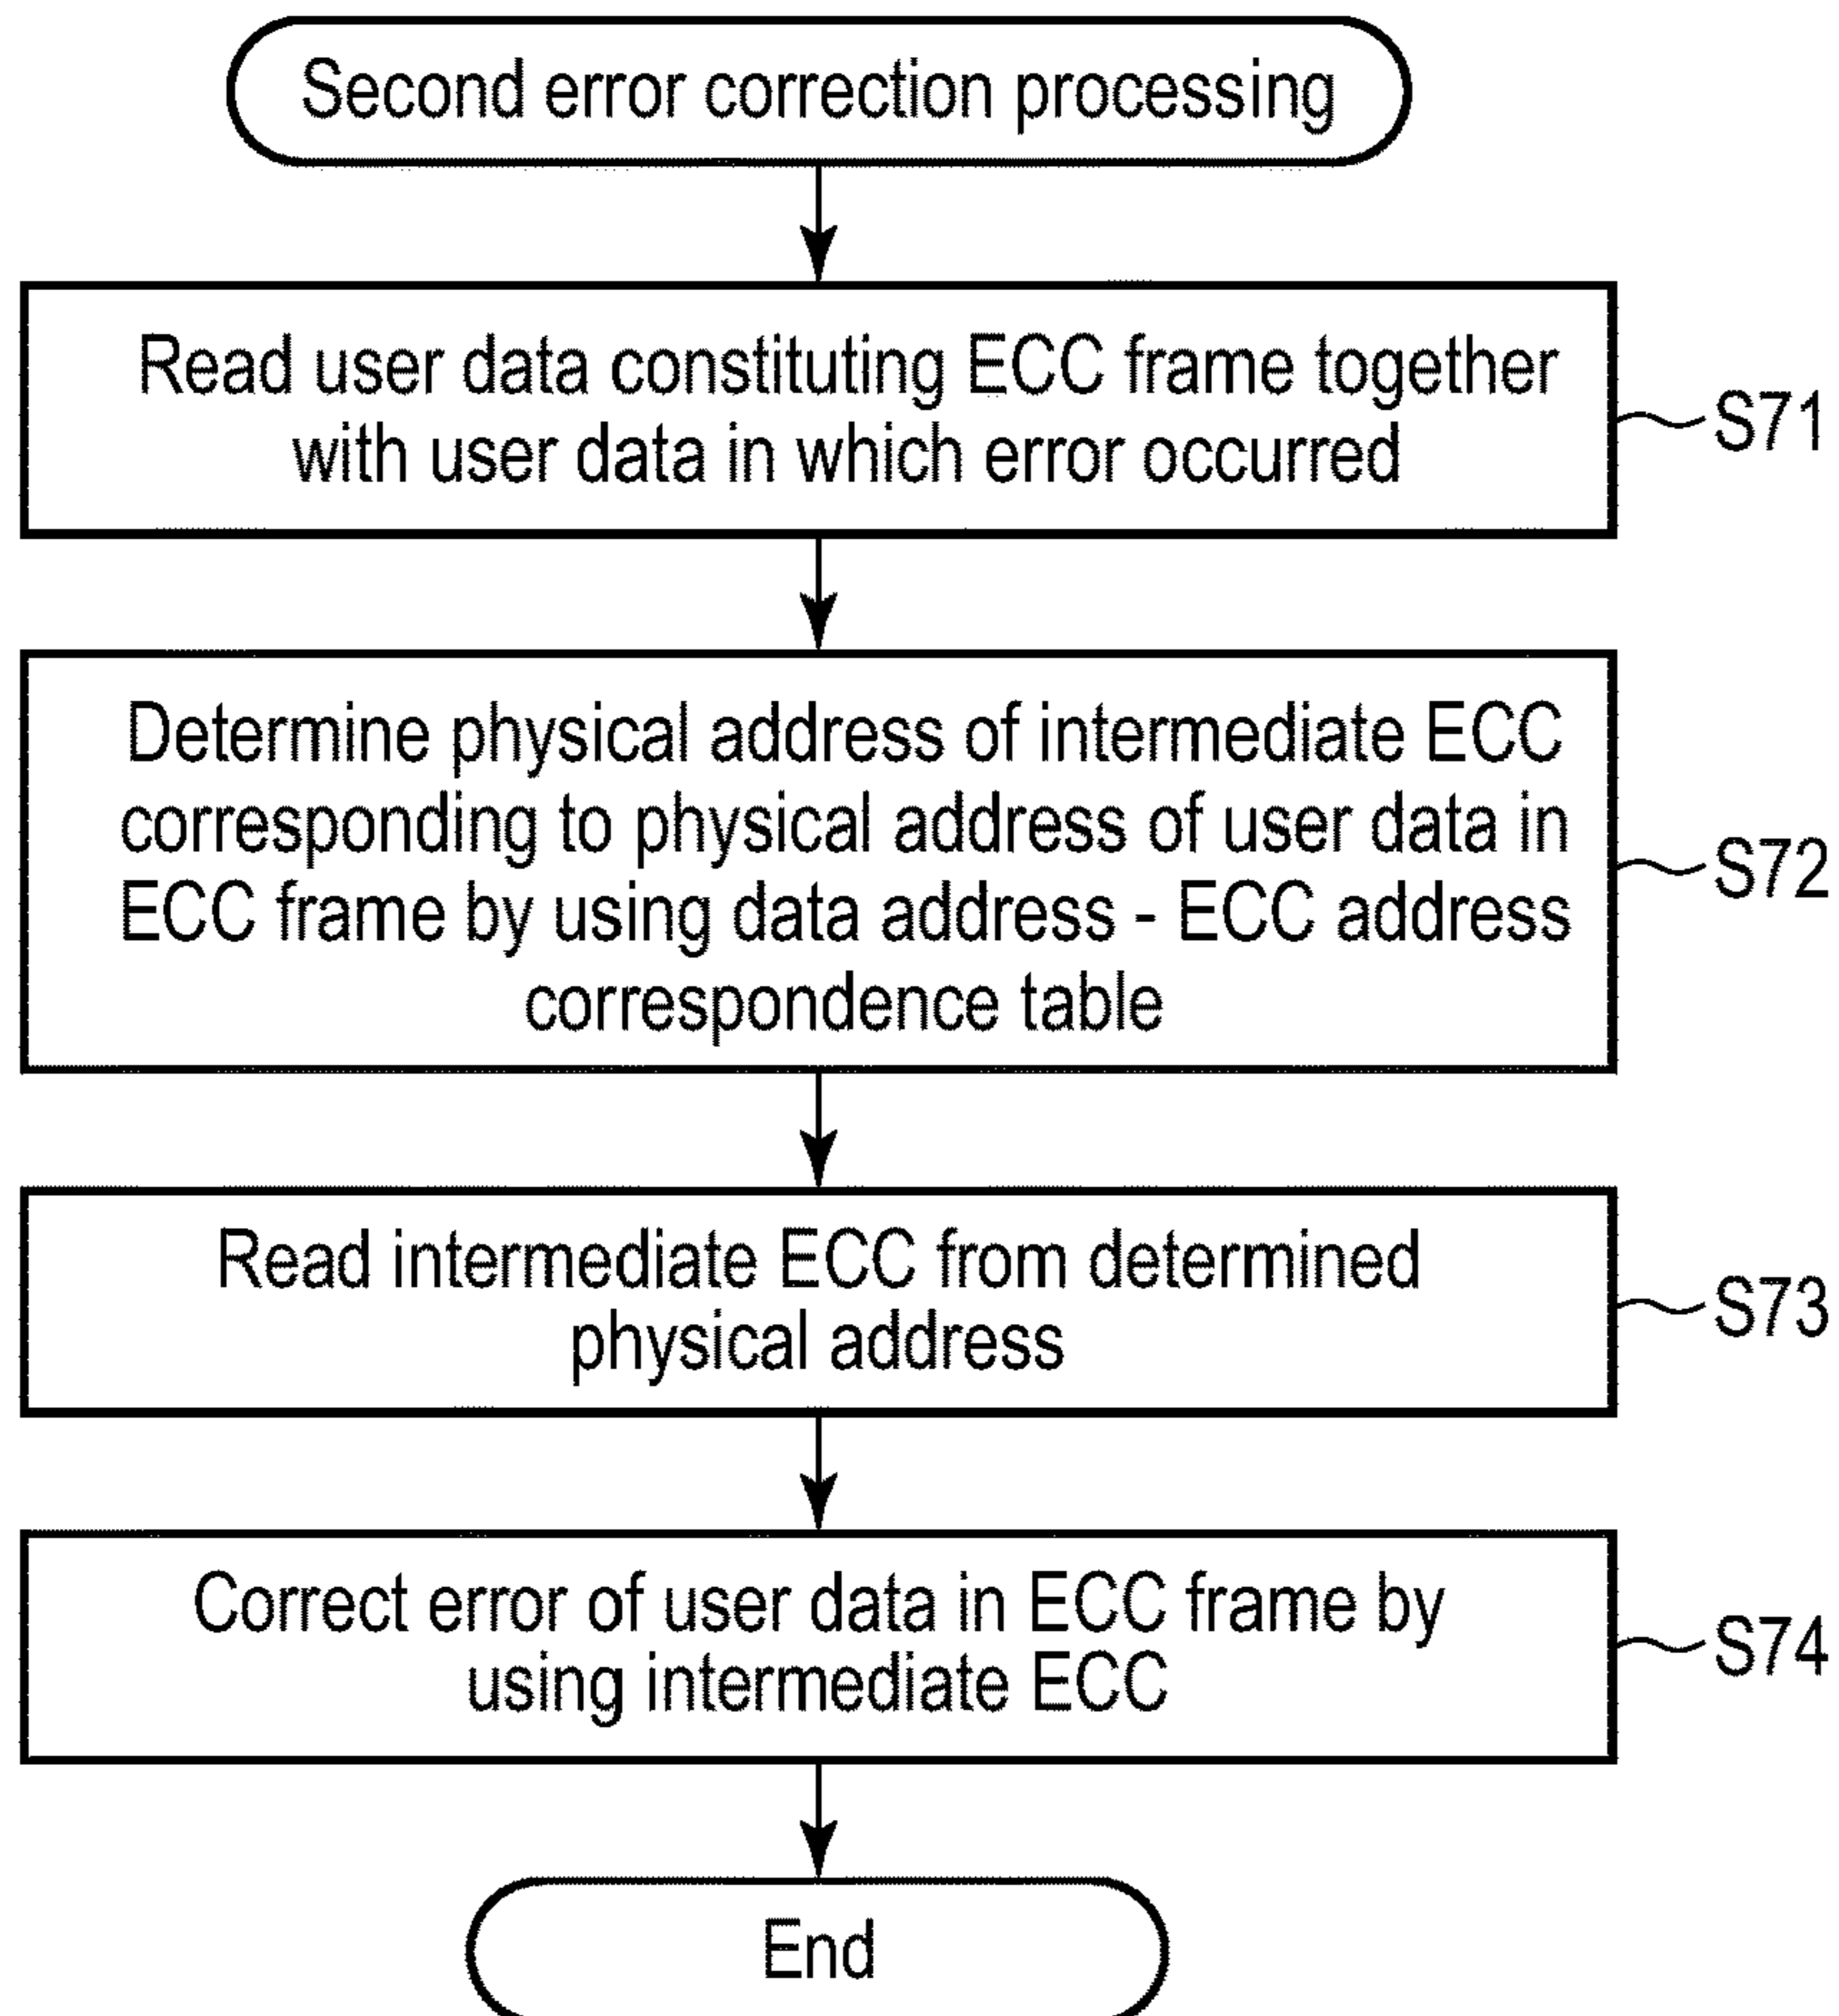 Second error correction processing
Read user data constituting ECC frame together
with user data in which error occurred
S71
Determine physical address of intermediate ECC
corresponding to physical address of user data in
ECC frame by using data address - ECC address
correspondence table
S72
Read intermediate ECC from determined
physical address
S73
Correct error of user data in ECC frame by
using intermediate ECC
S74
End